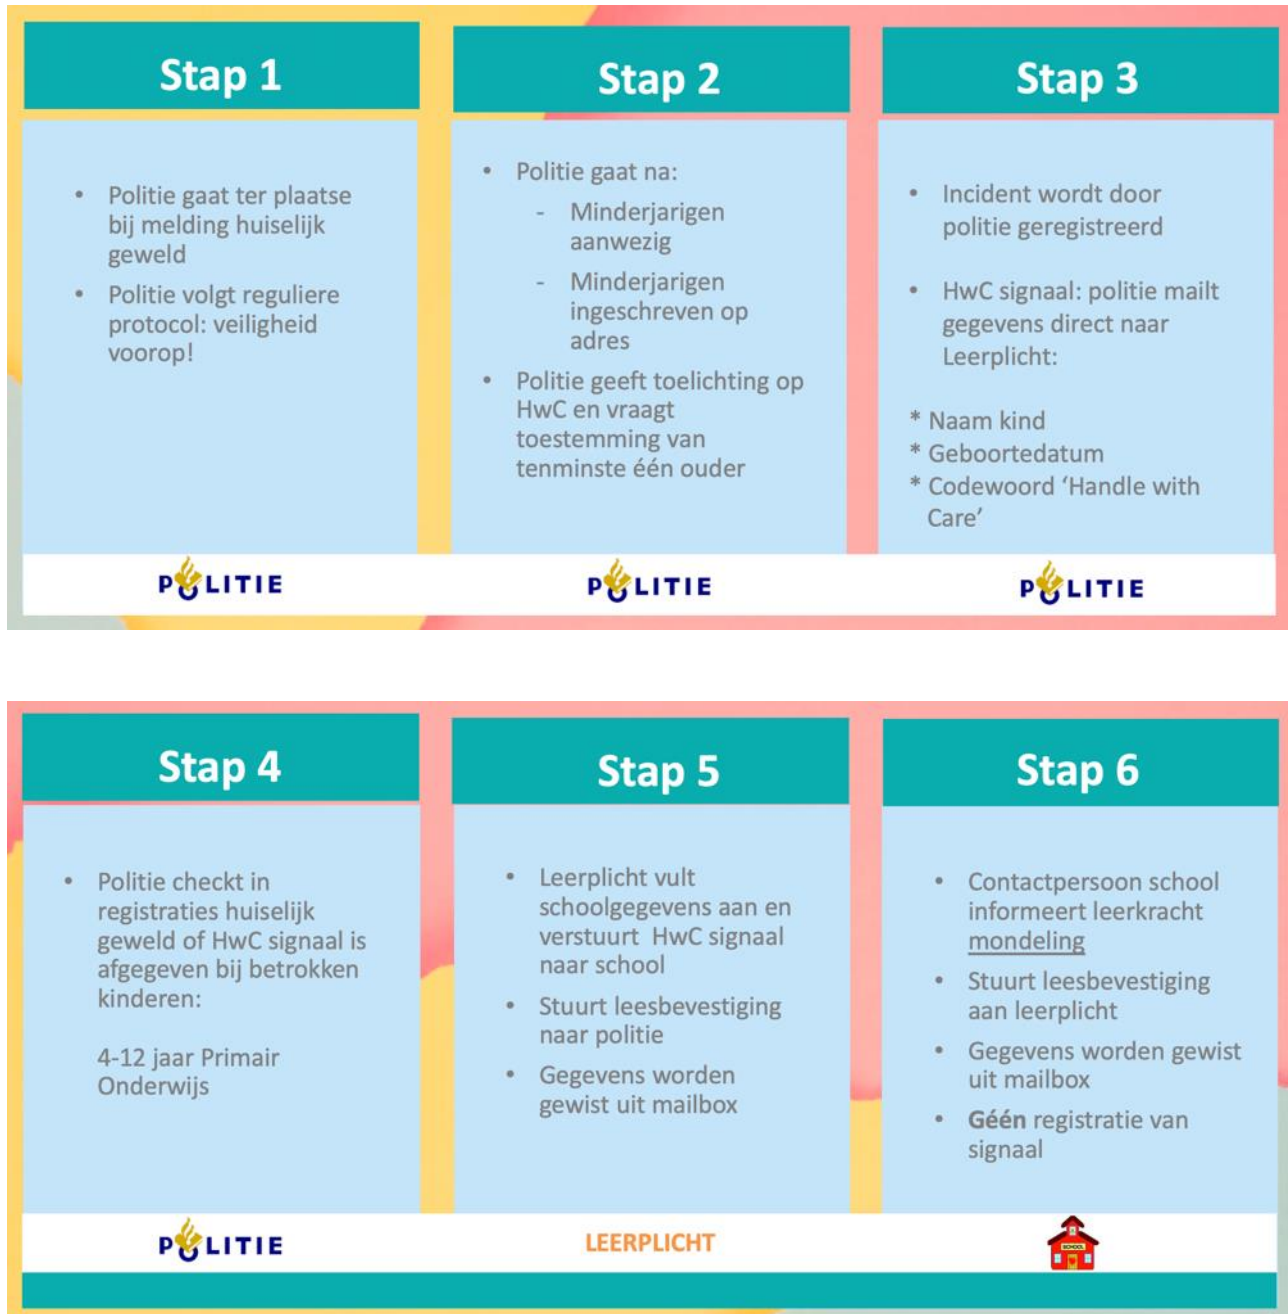 Stap 1
• Politie gaat ter plaatse
bij melding huiselijk
geweld
• Politie volgt reguliere
protocol: veiligheid
voorop!
POLITIE
Stap 2
• Politie gaat na:
- Minderjarigen
aanwezig
- Minderjarigen
ingeschreven op
adres
• Politie geeft toelichting op
HwC en vraagt
toestemming van
tenminste één ouder
POLITIE
Stap 3
• Incident wordt door
politie geregistreerd
• HwC signaal: politie mailt
gegevens direct naar
Leerplicht:
* Naam kind
* Geboortedatum
* Codewoord ‘Handle with
Care’
POLITIE
Stap 4
• Politie checkt in
registraties huiselijk
geweld of HwC signaal is
afgegeven bij betrokken
kinderen:
4-12 jaar Primair
Onderwijs
POLITIE
Stap 5
• Leerplicht vult
schoolgegevens aan en
verstuurt HwC signaal
naar school
• Stuurt leesbevestiging
naar politie
• Gegevens worden
gewist uit mailbox
LEERPLICHT
Stap 6
• Contactpersoon school
informeert leerkracht
mondeling
• Stuurt leesbevestiging
aan leerplicht
• Gegevens worden gewist
uit mailbox
• Géén registratie van
signaal
SCHOOL